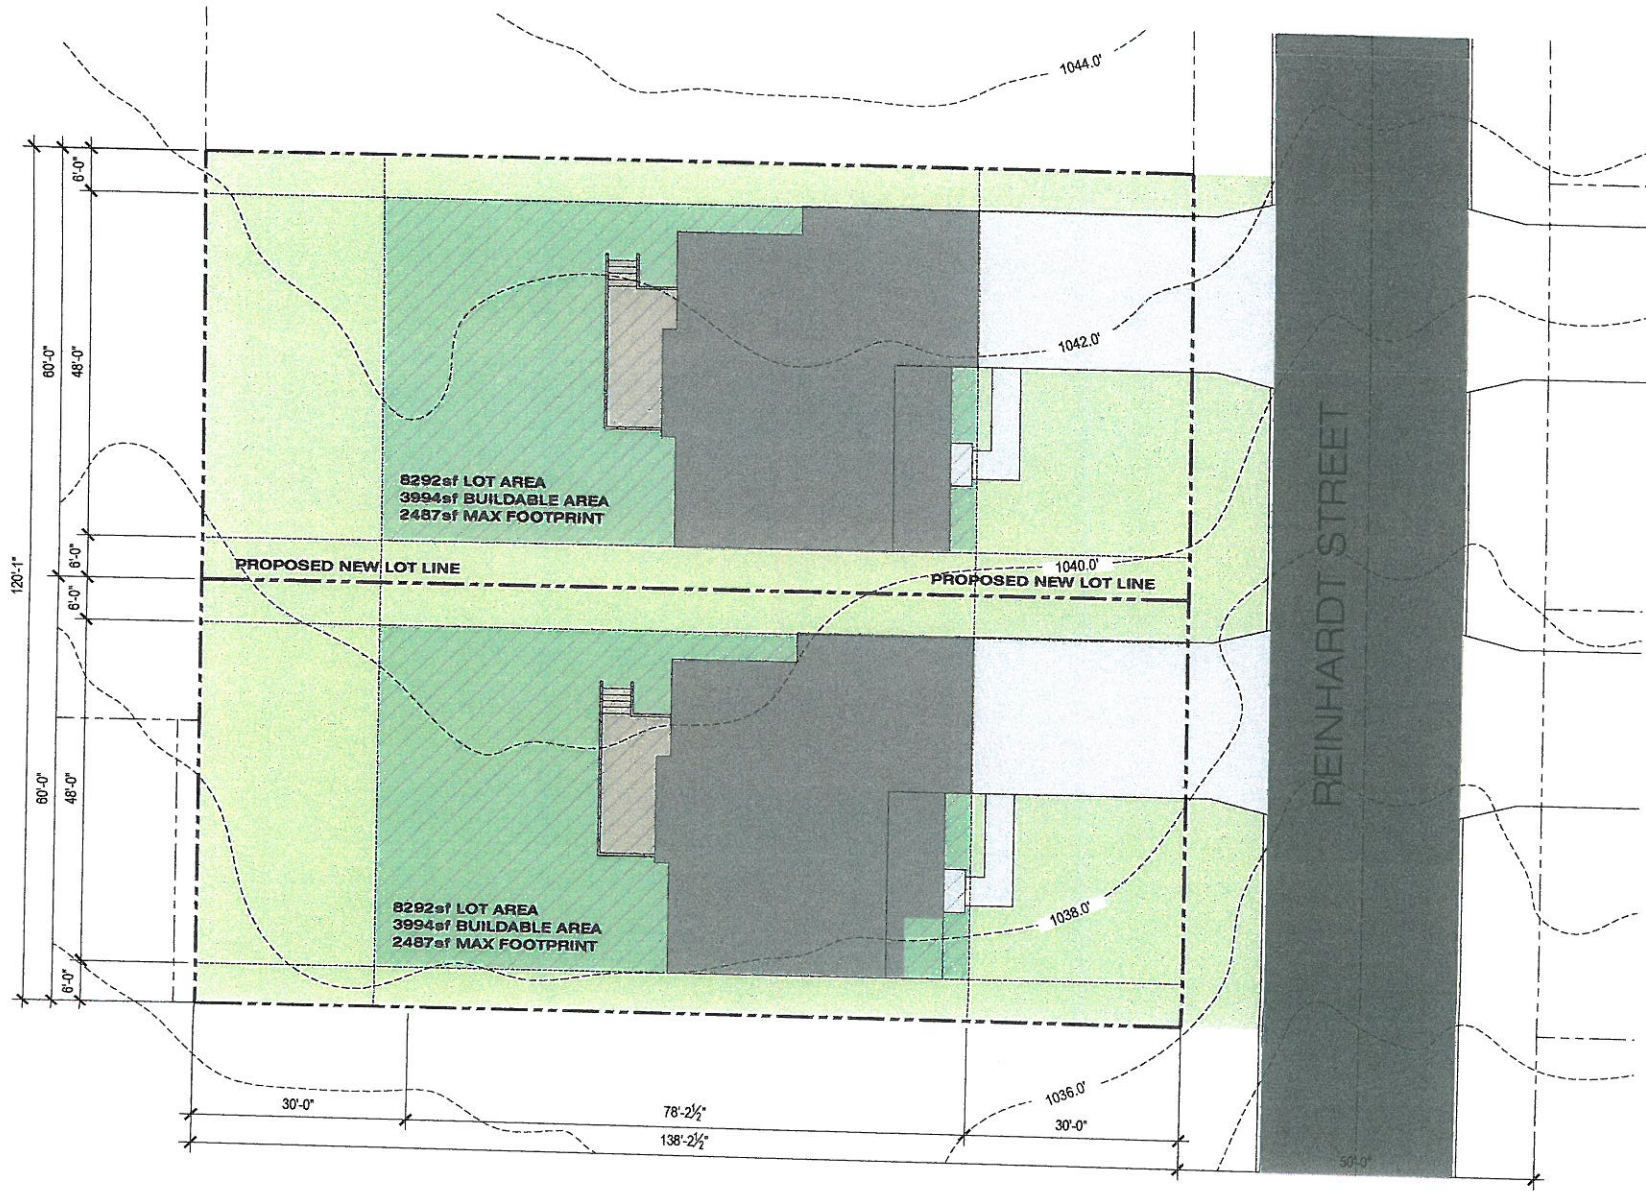 1044.0'
6'-0"
60'-0"
48'-0"
1042.0'
8292sf LOT AREA
3994sf BUILDABLE AREA
2487sf MAX FOOTPRINT
REINHARDT STREET
6'-0"
PROPOSED NEW LOT LINE
1040.0'
PROPOSED NEW LOT LINE
120'-1"
6'-0"
60'-0"
48'-0"
8292sf LOT AREA
3994sf BUILDABLE AREA
2487sf MAX FOOTPRINT
1038.0'
6'-0"
1036.0'
30'-0"
78'-2½"
30'-0"
138'-2½"
50'-0"